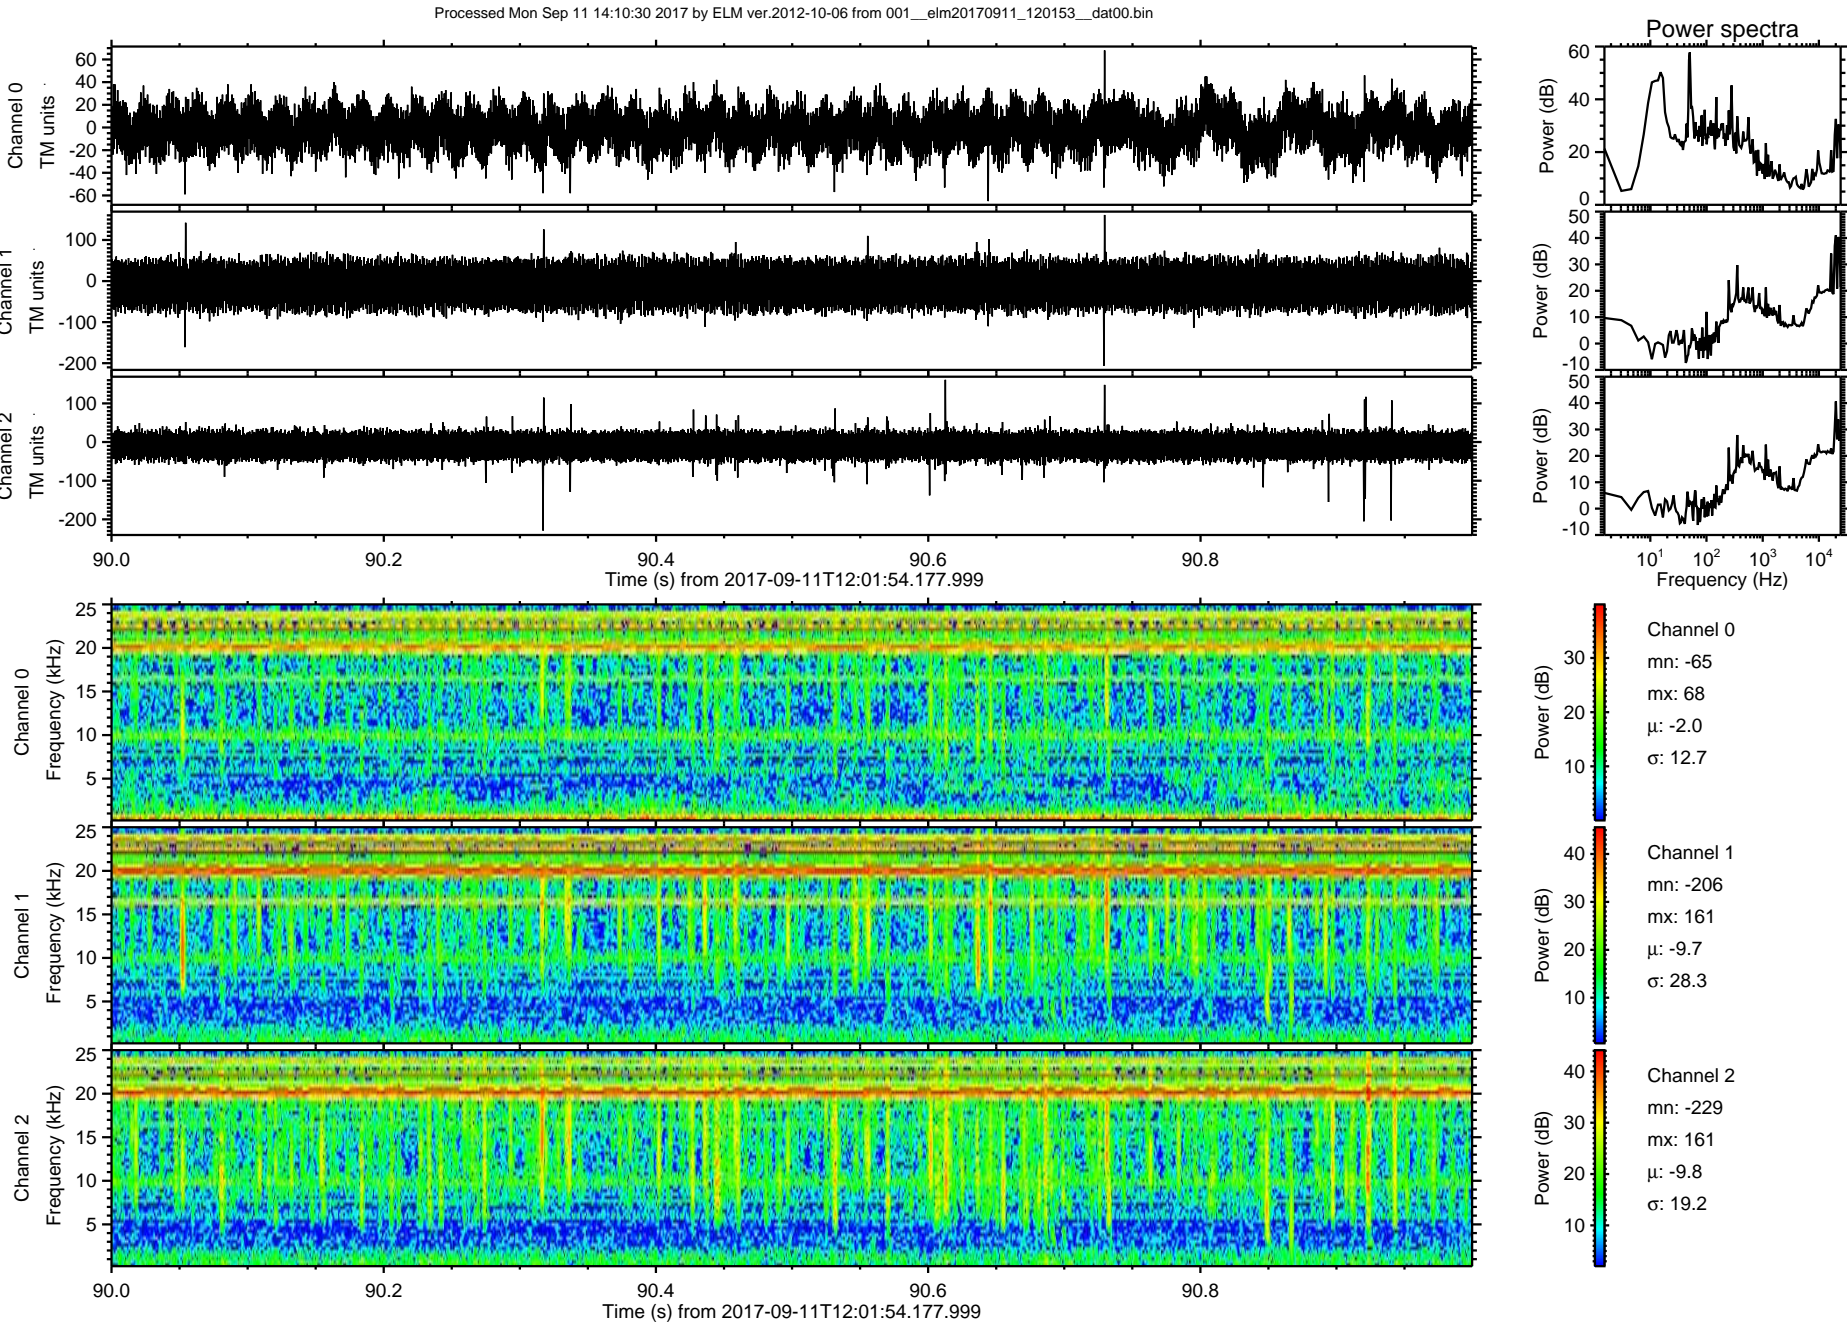 Processed Mon Sep 11 14:10:30 2017 by ELM ver.2012-10-06 from 001__elm20170911_120153__dat00.bin
Power spectra
Channel 0
TM units
60
40
20
0
-20
-40
-60
Power (dB)
60
40
20
0
Channel 1
TM units
100
0
-100
-200
Power (dB)
50
40
30
20
10
0
-10
Channel 2
TM units
100
0
-100
-200
Power (dB)
50
40
30
20
10
0
-10
90.0 90.2 90.4 90.6 90.8
Time (s) from 2017-09-11T12:01:54.177.999
10¹ 10² 10³ 10⁴
Frequency (Hz)
Channel 0
Frequency (kHz)
25
20
15
10
5
Power (dB)
30
20
10
Channel 0
mn: -65
mx: 68
μ: -2.0
σ: 12.7
Channel 1
Frequency (kHz)
25
20
15
10
5
Power (dB)
40
30
20
10
Channel 1
mn: -206
mx: 161
μ: -9.7
σ: 28.3
Channel 2
Frequency (kHz)
25
20
15
10
5
Power (dB)
40
30
20
10
Channel 2
mn: -229
mx: 161
μ: -9.8
σ: 19.2
90.0 90.2 90.4 90.6 90.8
Time (s) from 2017-09-11T12:01:54.177.999